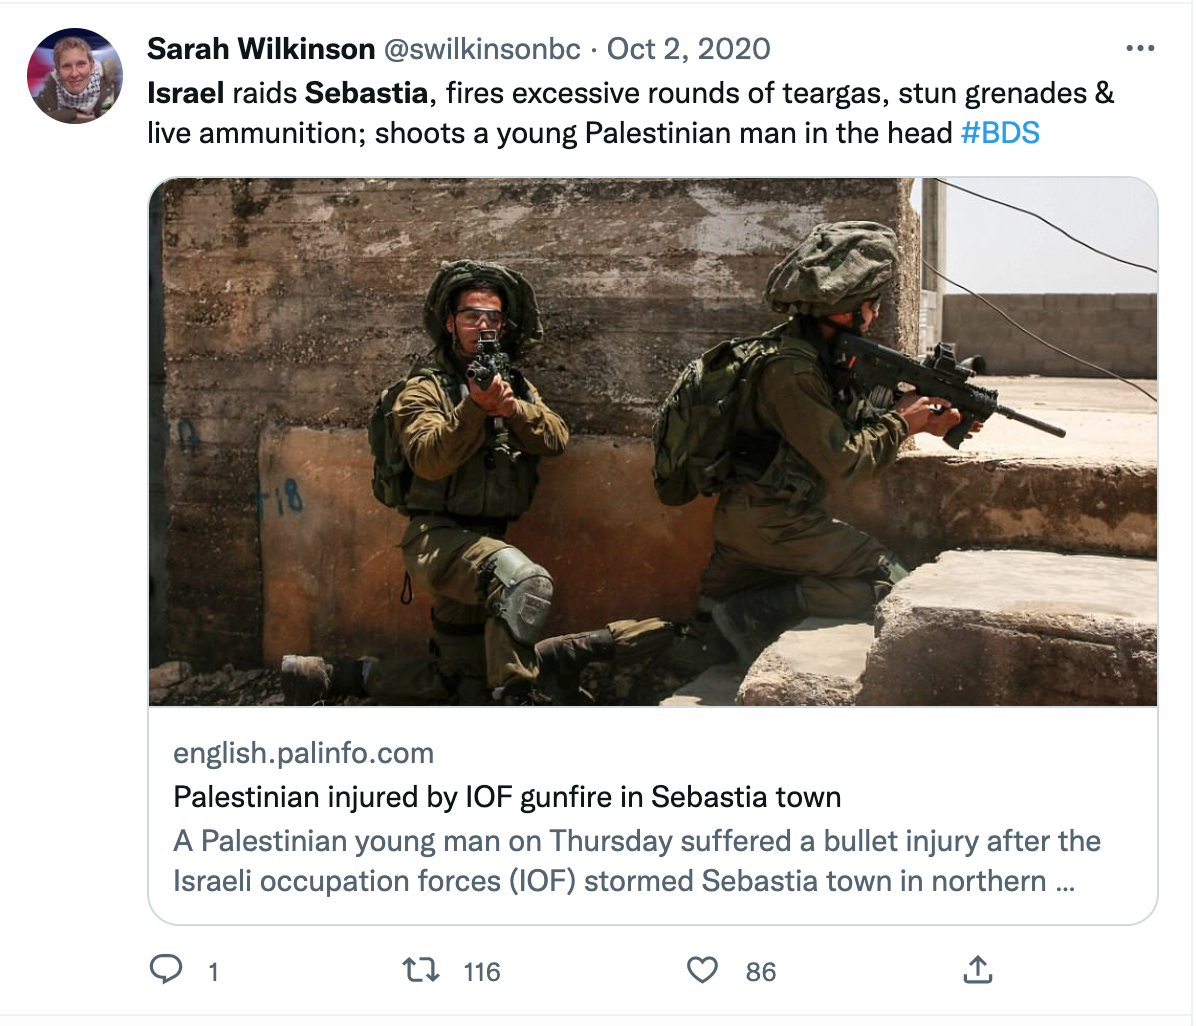 Sarah Wilkinson @swilkinsonbc · Oct 2, 2020
Israel raids Sebastia, fires excessive rounds of teargas, stun grenades &
live ammunition; shoots a young Palestinian man in the head #BDS
english.palinfo.com
Palestinian injured by IOF gunfire in Sebastia town
A Palestinian young man on Thursday suffered a bullet injury after the
Israeli occupation forces (IOF) stormed Sebastia town in northern ...
1 116 86